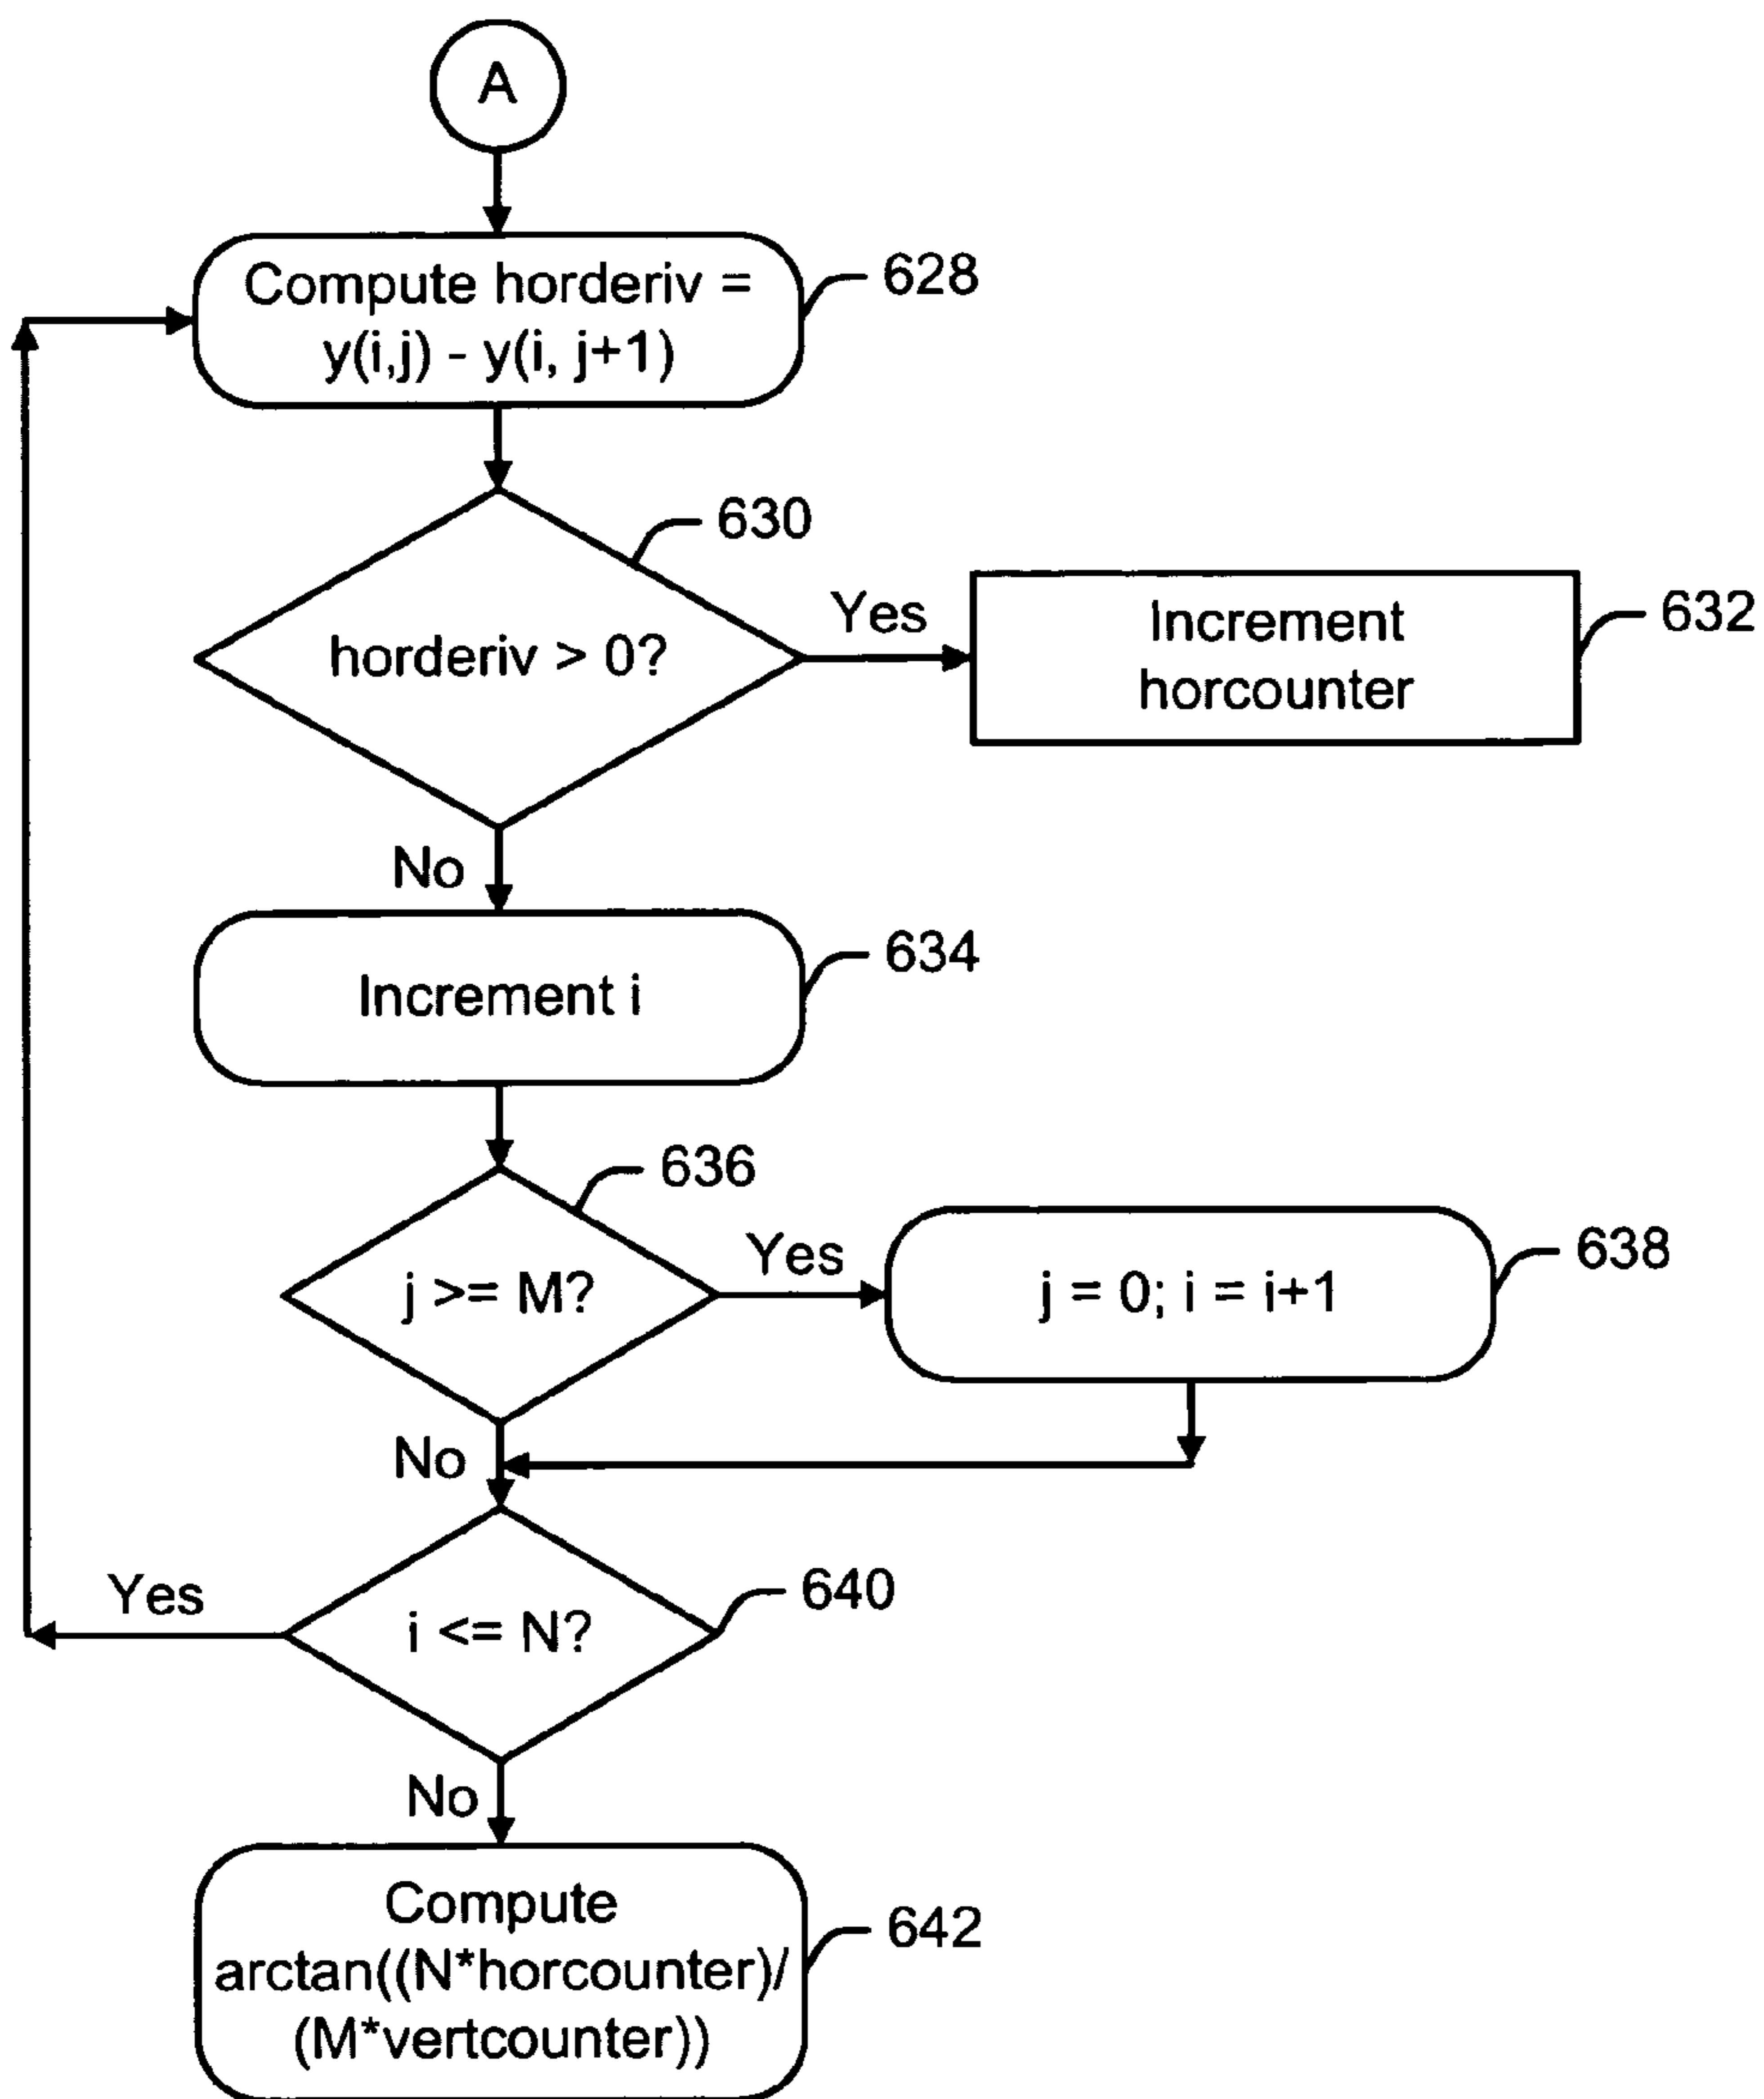 A
Compute horderiv =
y(i,j) - y(i, j+1)
628
630
horderiv > 0?
Yes
Increment
horcounter
632
No
Increment i
634
636
j >= M?
Yes
j = 0; i = i+1
638
No
Yes
i <= N?
640
No
Compute
arctan((N*horcounter)/
(M*vertcounter))
642